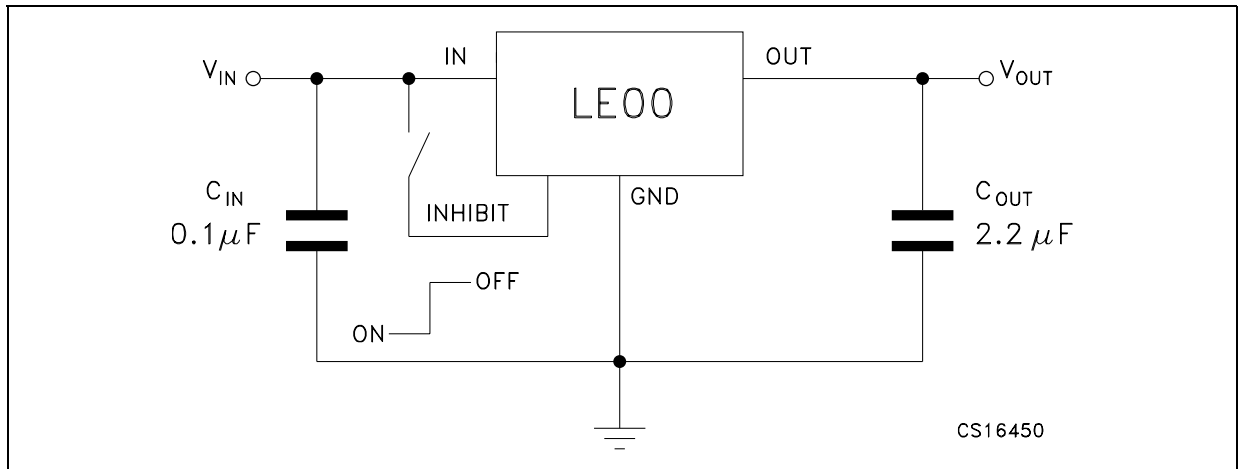 V_IN
IN
LE00
OUT
V_OUT
C_IN
0.1μF
INHIBIT
GND
C_OUT
2.2 μF
OFF
ON
CS16450